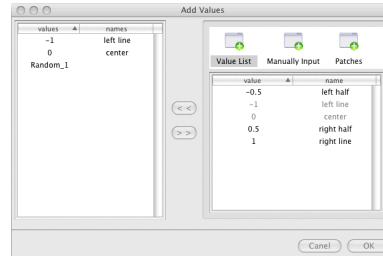 Add Values
values names
-1 left line
0 center
Random_1
<<
>>
Value List Manually Input Patches
value name
-0.5 left half
-1 left line
0 center
0.5 right half
1 right line
Canel OK